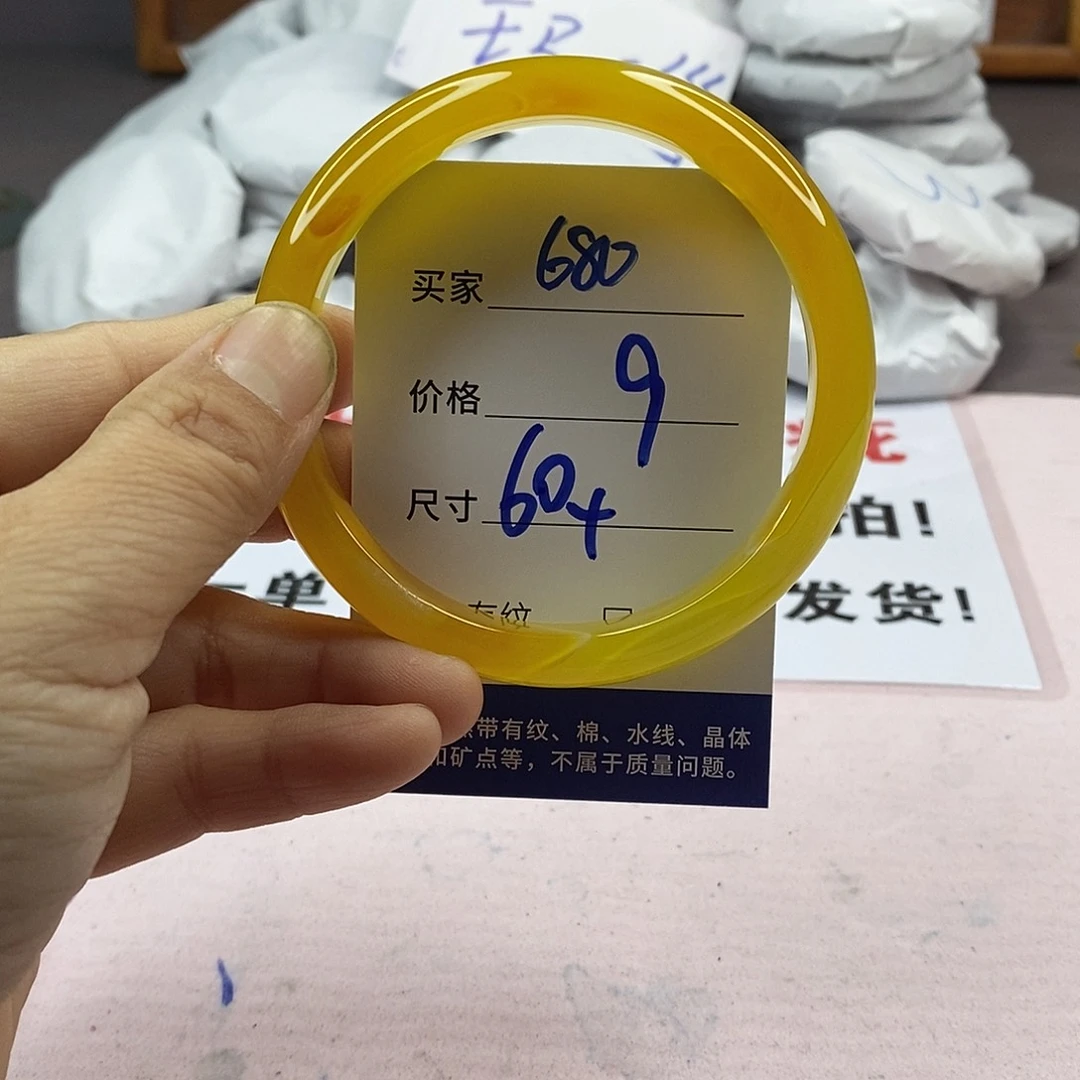 买家 680
价格 9
尺寸 60+
有纹
带有纹、棉、水线、晶体
和矿点等，不属于质量问题。
拍!
单 发货!